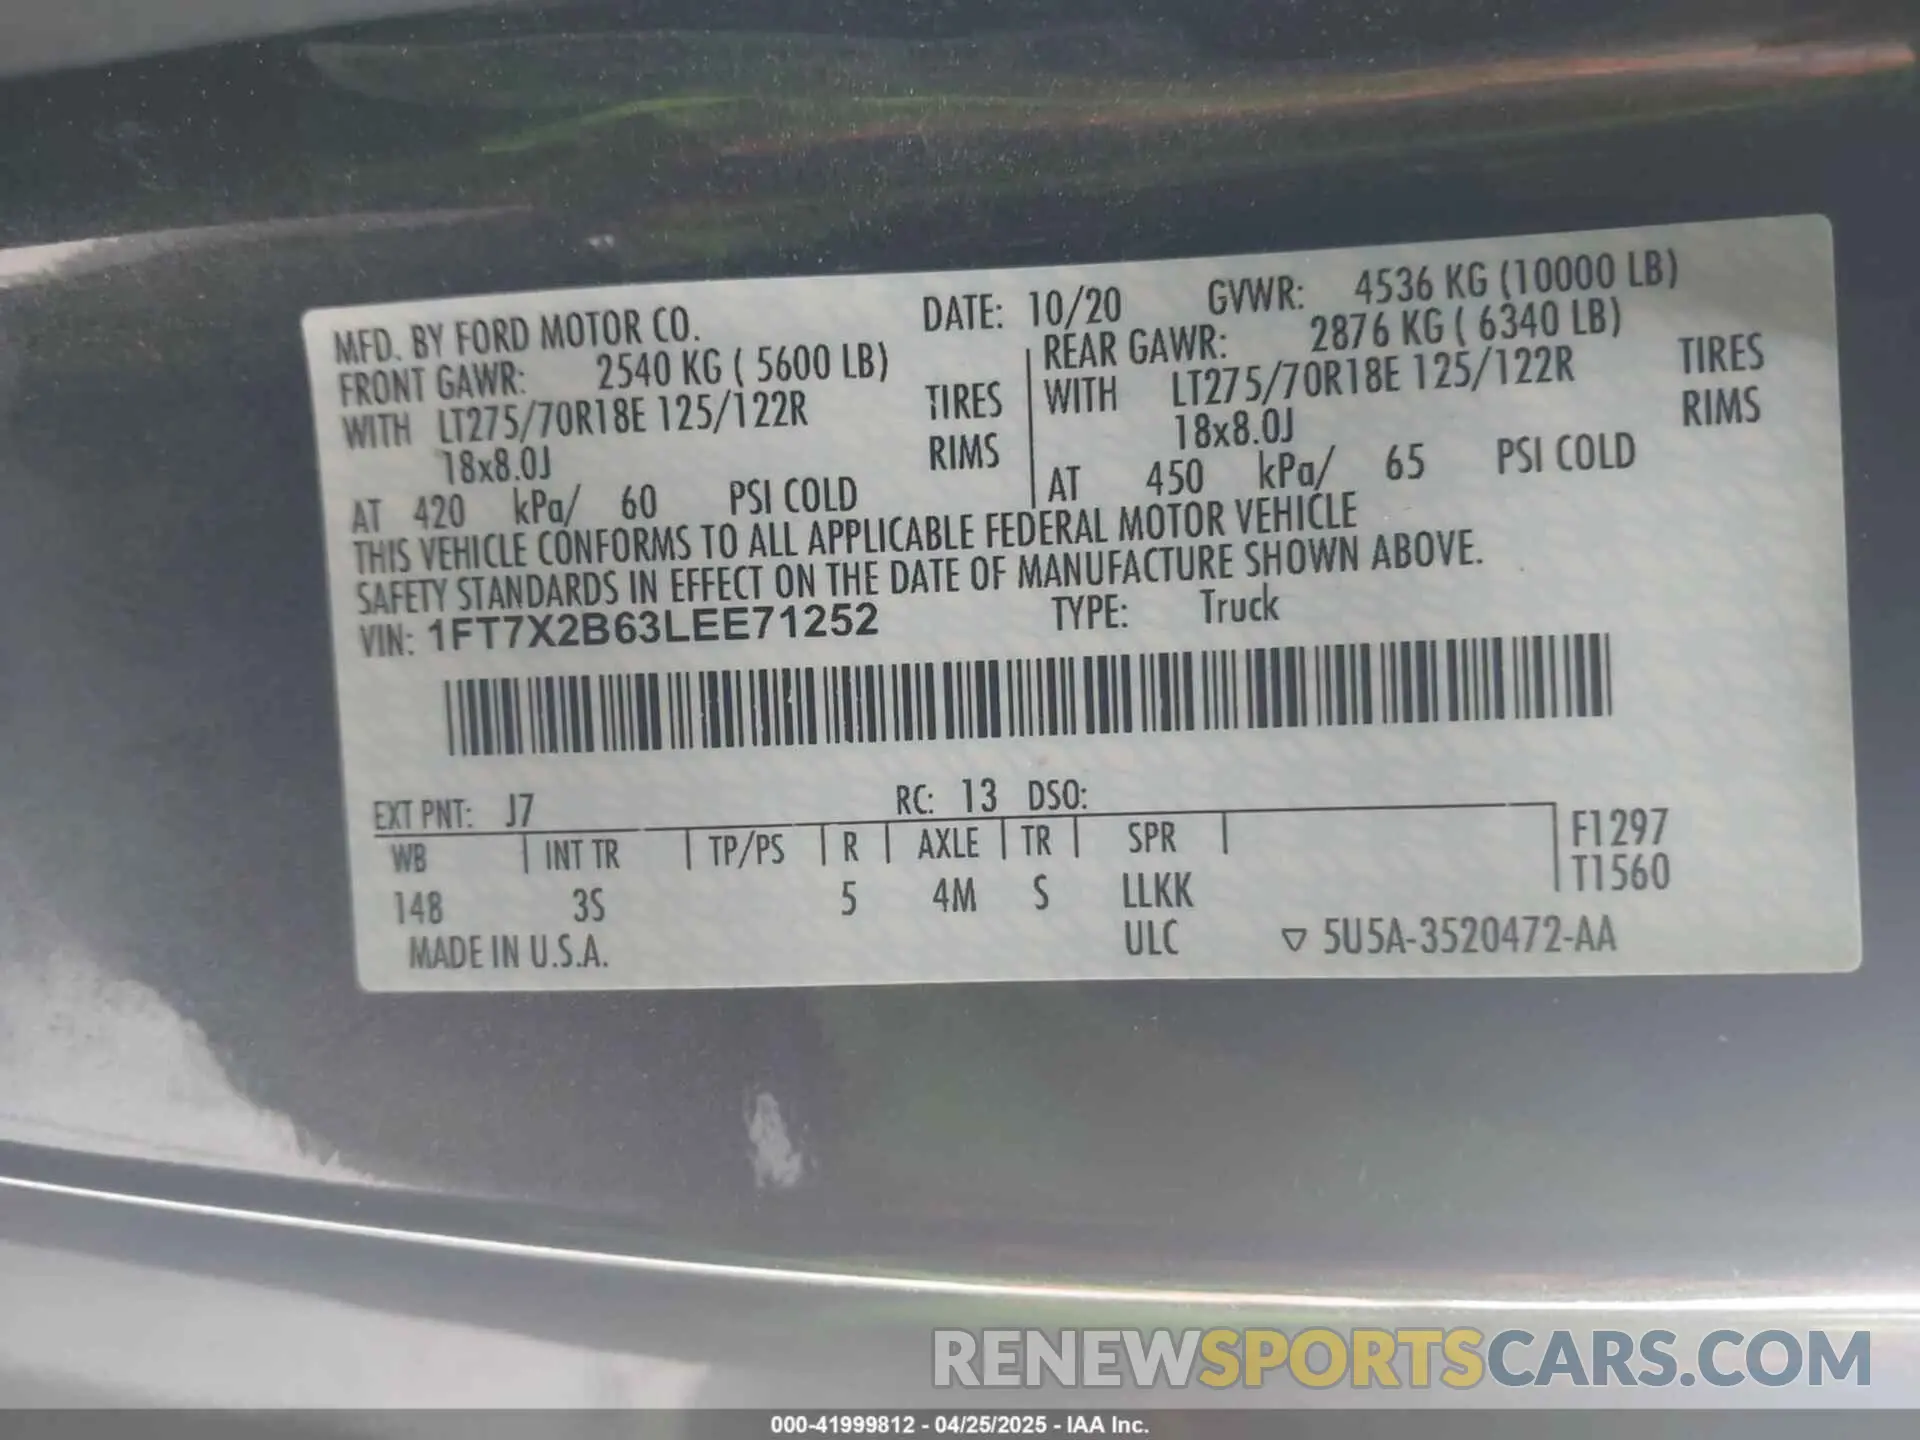 MFD. BY FORD MOTOR CO. DATE: 10/20 GVWR: 4536 KG (10000 LB)
FRONT GAWR: 2540 KG ( 5600 LB) REAR GAWR: 2876 KG ( 6340 LB)
WITH LT275/70R18E 125/122R TIRES WITH LT275/70R18E 125/122R TIRES
18x8.0J RIMS 18x8.0J RIMS
AT 420 kPa/ 60 PSI COLD AT 450 kPa/ 65 PSI COLD
THIS VEHICLE CONFORMS TO ALL APPLICABLE FEDERAL MOTOR VEHICLE
SAFETY STANDARDS IN EFFECT ON THE DATE OF MANUFACTURE SHOWN ABOVE.
VIN: 1FT7X2B63LEE71252 TYPE: Truck
EXT PNT: J7 RC: 13 DSO:
WB INT TR TP/PS R AXLE TR SPR F1297
148 3S 5 4M S LLKK T1560
MADE IN U.S.A. ULC ▽ 5U5A-3520472-AA
RENEWSPORTSCARS.COM
000-41999812 - 04/25/2025 - IAA Inc.